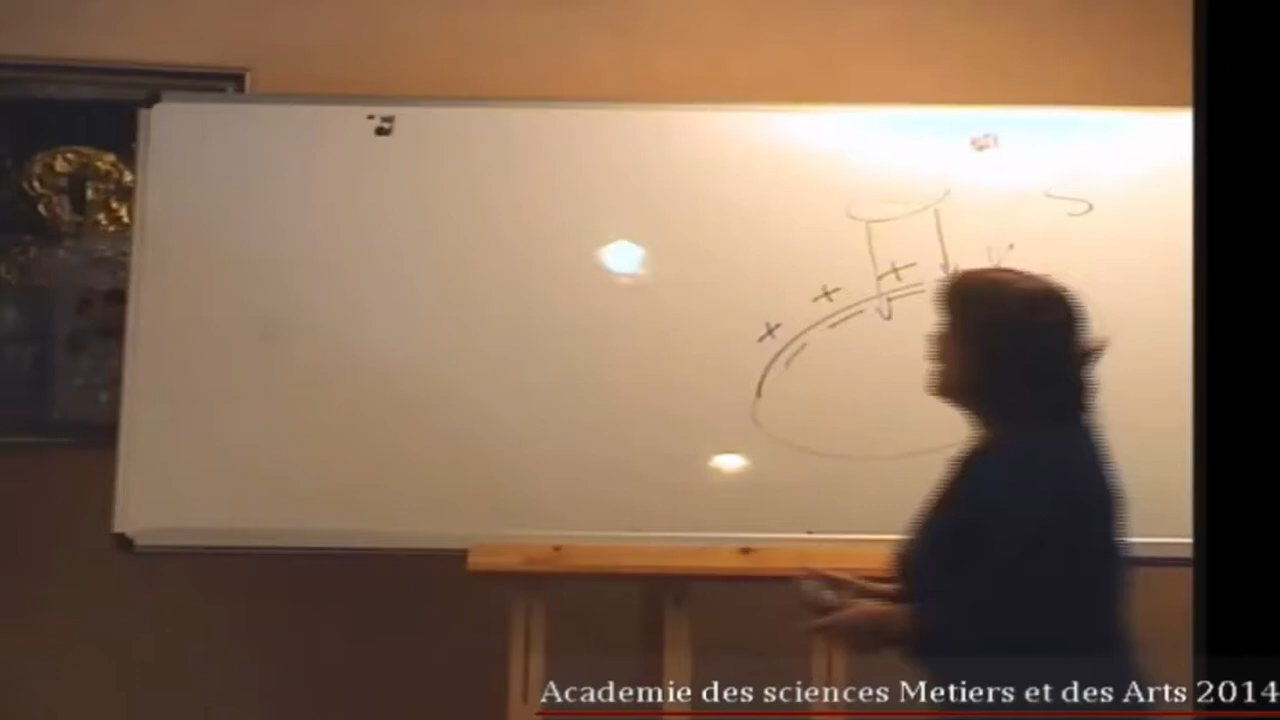 S
+ +
+
Academie des sciences Metiers et des Arts 2014